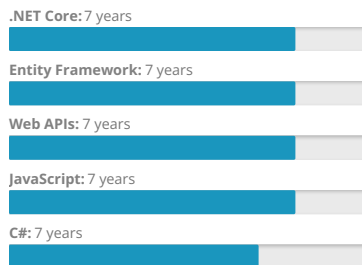 .NET Core: 7 years
Entity Framework: 7 years
Web APIs: 7 years
JavaScript: 7 years
C#: 7 years